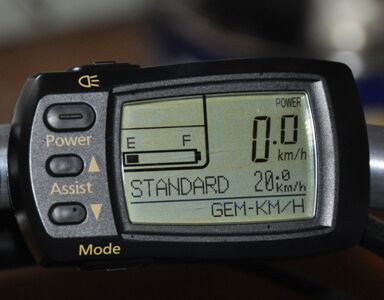 Power
Assist
Mode
POWER
E F
0.0
km/h
STANDARD 20.0 km/h
GEM-KM/H